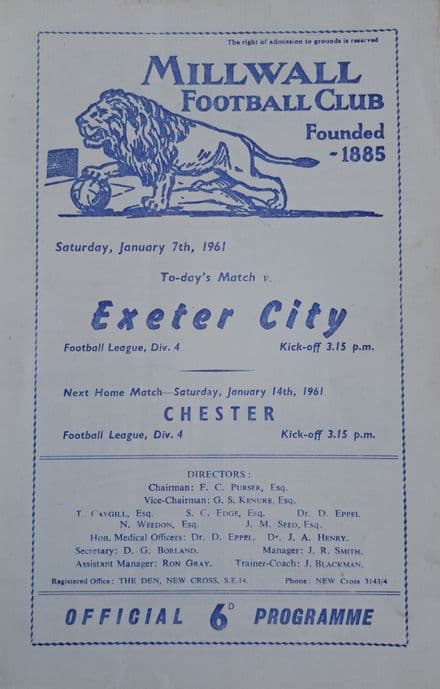 The right of admission to grounds is reserved
MILLWALL
FOOTBALL CLUB
Founded
- 1885
Saturday, January 7th, 1961
To-day's Match v.
Exeter City
Football League, Div. 4 Kick-off 3.15 p.m.
Next Home Match—Saturday, January 14th, 1961
CHESTER
Football League, Div. 4 Kick-off 3.15 p.m.
DIRECTORS:
Chairman: F. C. PURSER, Esq.
Vice-Chairman: G. S. KENURE, Esq.
T. CAYGILL, Esq. S. C. EDGE, Esq. Dr. D. EPPEL
N. WEEDON, Esq. J. M. SEED, Esq.
Hon. Medical Officers: Dr. D. EPPEL. Dr. J. A. HENRY.
Secretary: D. G. BORLAND. Manager: J. R. SMITH.
Assistant Manager: RON GRAY. Trainer-Coach: J. BLACKMAN.
Registered Office: THE DEN, NEW CROSS, S.E.14. Phone: NEW Cross 3143/4
OFFICIAL 6D PROGRAMME